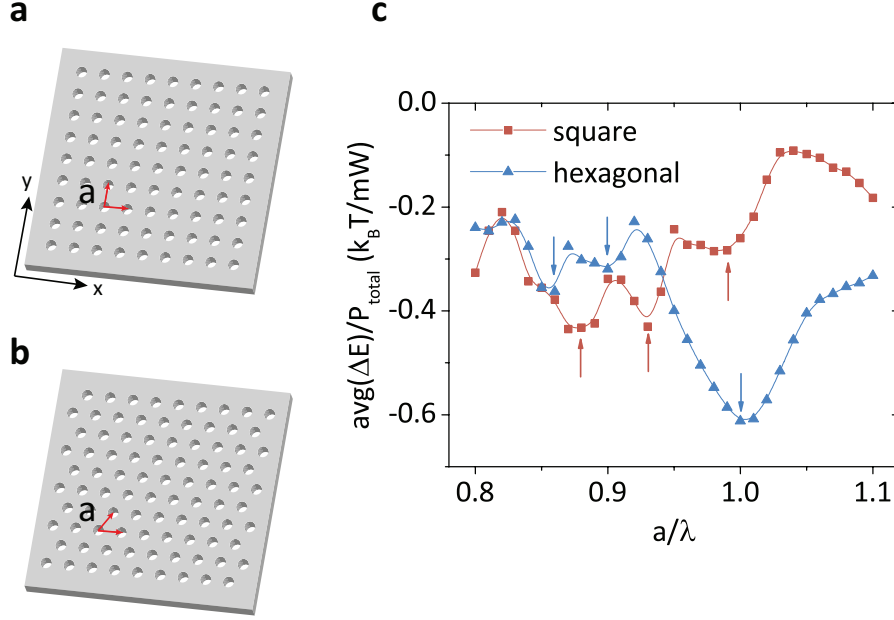 a
y
a
x
b
a
c
avg(ΔE)/P_total (k_BT/mW)
0.0
-0.2
-0.4
-0.6
square
hexagonal
0.8
0.9
1.0
1.1
a/λ